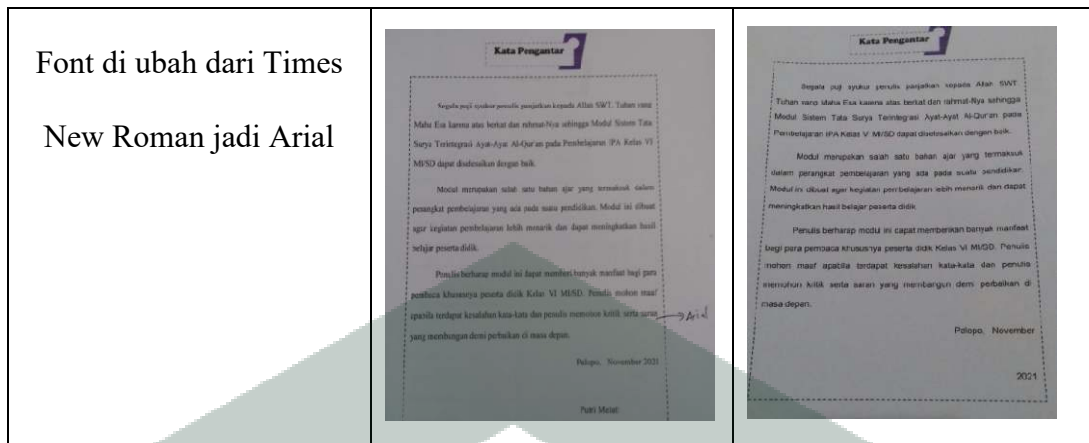 Font di ubah dari Times
New Roman jadi Arial
Kata Pengantar
Segala puji syukur penulis panjatkan kepada Allah SWT. Tuhan yang
Maha Esa karena atas berkat dan rahmat-Nya sehingga Modul Sistem Tata
Surya Terintegrasi Ayat-Ayat Al-Qur'an pada Pembelajaran IPA Kelas VI
MI/SD dapat diselesaikan dengan baik.
Modul merupakan salah satu bahan ajar yang termaksuk dalam
perangkat pembelajaran yang ada pada suatu pendidikan. Modul ini dibuat
agar kegiatan pembelajaran lebih menarik dan dapat meningkatkan hasil
belajar peserta didik.
Penulis berharap modul ini dapat memberi banyak manfaat bagi para
pembaca khususnya peserta didik Kelas VI MI/SD. Penulis mohon maaf
apabila terdapat kesalahan kata-kata dan penulis memohon kritik serta saran
Arial
yang membangun demi perbaikan di masa depan.
Palopo, November 2021
Putri Melati
Kata Pengantar
Segala puji syukur penulis panjatkan kepada Allah SWT.
Tuhan yang Maha Esa karena atas berkat dan rahmat-Nya sehingga
Modul Sistem Tata Surya Terintegrasi Ayat-Ayat Al-Qur'an pada
Pembelajaran IPA Kelas V MI/SD dapat diselesaikan dengan baik.
Modul merupakan salah satu bahan ajar yang termaksuk
dalam perangkat pembelajaran yang ada pada suatu pendidikan.
Modul ini dibuat agar kegiatan pembelajaran lebih menarik dan dapat
meningkatkan hasil belajar peserta didik
Penulis berharap modul ini dapat memberikan banyak manfaat
bagi para pembaca khususnya peserta didik Kelas VI MI/SD. Penulis
mohon maaf apabila terdapat kesalahan kata-kata dan penulis
memohon kritik serta saran yang membangun demi perbaikan di
masa depan.
Palopo, November
2021